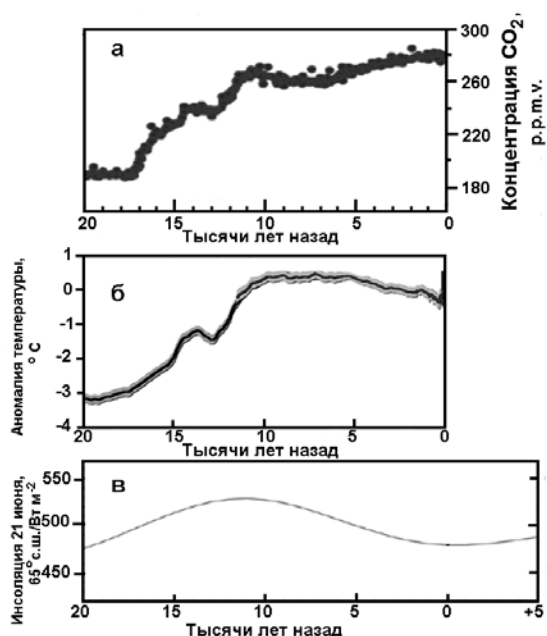 а
300
260
220
180
Концентрация CO₂,
p.p.m.v.
20 15 10 5 0
Тысячи лет назад
б
1
0
-1
-2
-3
-4
Аномалия температуры,
° С
20 15 10 5 0
Тысячи лет назад
в
550
500
450
Инсоляция 21 июня,
65°с.ш./Вт м⁻²
20 15 10 5 0 +5
Тысячи лет назад